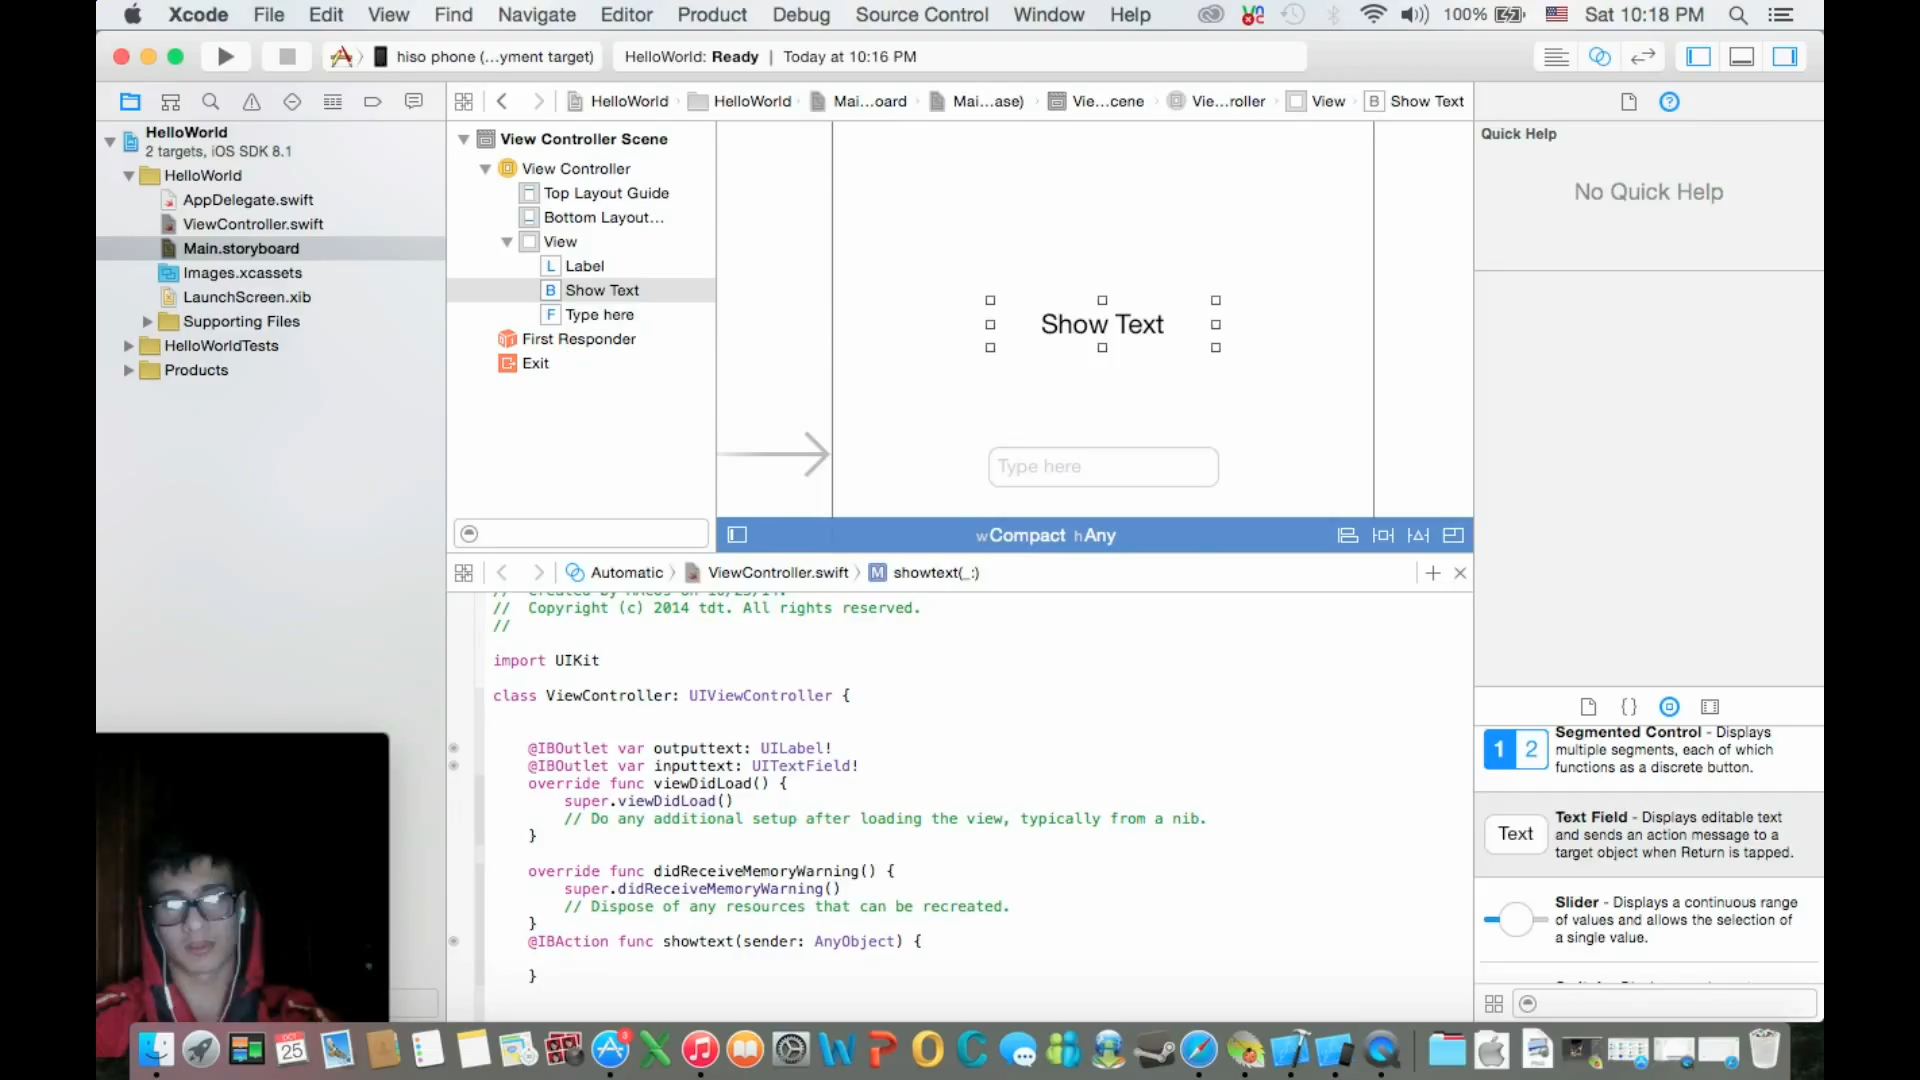 Xcode File Edit View Find Navigate Editor Product Debug Source Control Window Help 100% Sat 10:18 PM
hiso phone (...yment target) HelloWorld: Ready | Today at 10:16 PM
HelloWorld HelloWorld Mai...oard Mai...ase) Vie...cene Vie...roller View B Show Text
HelloWorld
2 targets, iOS SDK 8.1
HelloWorld
AppDelegate.swift
ViewController.swift
Main.storyboard
Images.xcassets
LaunchScreen.xib
Supporting Files
HelloWorldTests
Products
View Controller Scene
View Controller
Top Layout Guide
Bottom Layout...
View
L Label
B Show Text
F Type here
First Responder
Exit
Show Text
Type here
wCompact hAny
Quick Help
No Quick Help
Automatic ViewController.swift M showtext(_:)
// Copyright (c) 2014 tdt. All rights reserved.
//
import UIKit
class ViewController: UIViewController {
@IBOutlet var outputtext: UILabel!
@IBOutlet var inputtext: UITextField!
override func viewDidLoad() {
super.viewDidLoad()
// Do any additional setup after loading the view, typically from a nib.
}
override func didReceiveMemoryWarning() {
super.didReceiveMemoryWarning()
// Dispose of any resources that can be recreated.
}
@IBAction func showtext(sender: AnyObject) {
}
{}
1 2
Segmented Control - Displays
multiple segments, each of which
functions as a discrete button.
Text
Text Field - Displays editable text
and sends an action message to a
target object when Return is tapped.
Slider - Displays a continuous range
of values and allows the selection of
a single value.
OCT
25
3